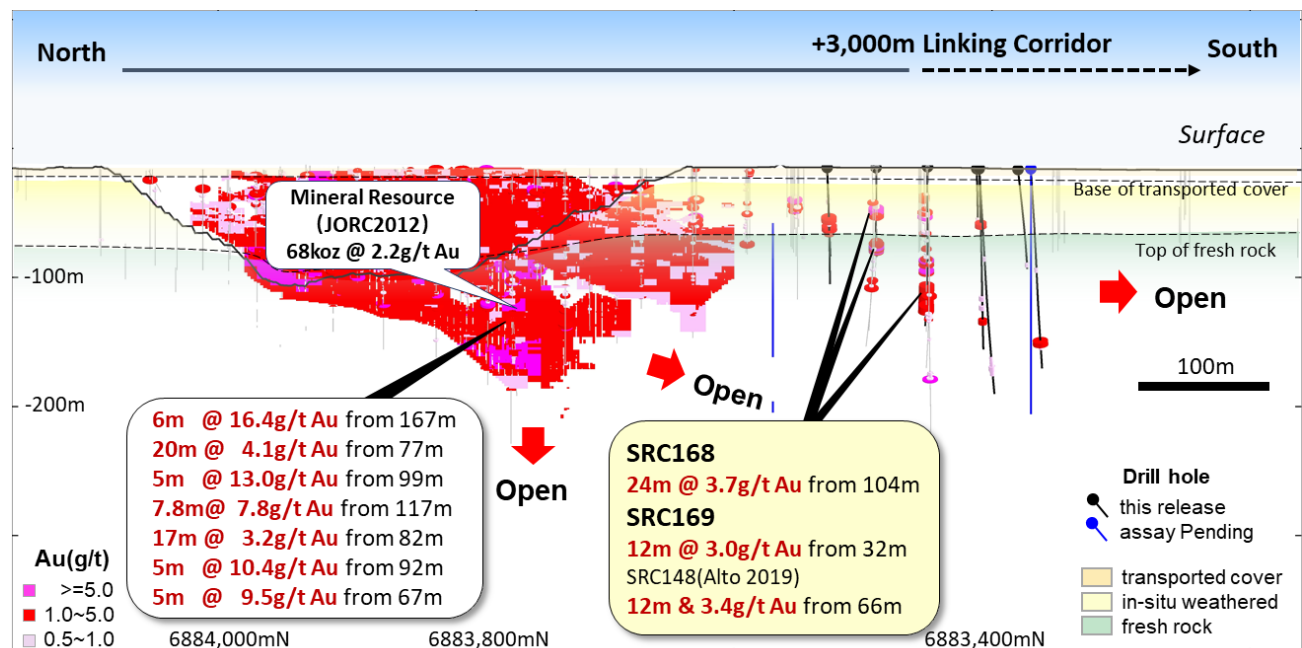 North
+3,000m Linking Corridor
South
Surface
Mineral Resource
(JORC2012)
68koz @ 2.2g/t Au
Base of transported cover
Top of fresh rock
-100m
Open
100m
Open
-200m
6m @ 16.4g/t Au from 167m
20m @ 4.1g/t Au from 77m
5m @ 13.0g/t Au from 99m
7.8m@ 7.8g/t Au from 117m
17m @ 3.2g/t Au from 82m
5m @ 10.4g/t Au from 92m
5m @ 9.5g/t Au from 67m
Open
SRC168
24m @ 3.7g/t Au from 104m
SRC169
12m @ 3.0g/t Au from 32m
SRC148(Alto 2019)
12m & 3.4g/t Au from 66m
Drill hole
this release
assay Pending
transported cover
in-situ weathered
fresh rock
Au(g/t)
>=5.0
1.0~5.0
0.5~1.0
6884,000mN
6883,800mN
6883,400mN